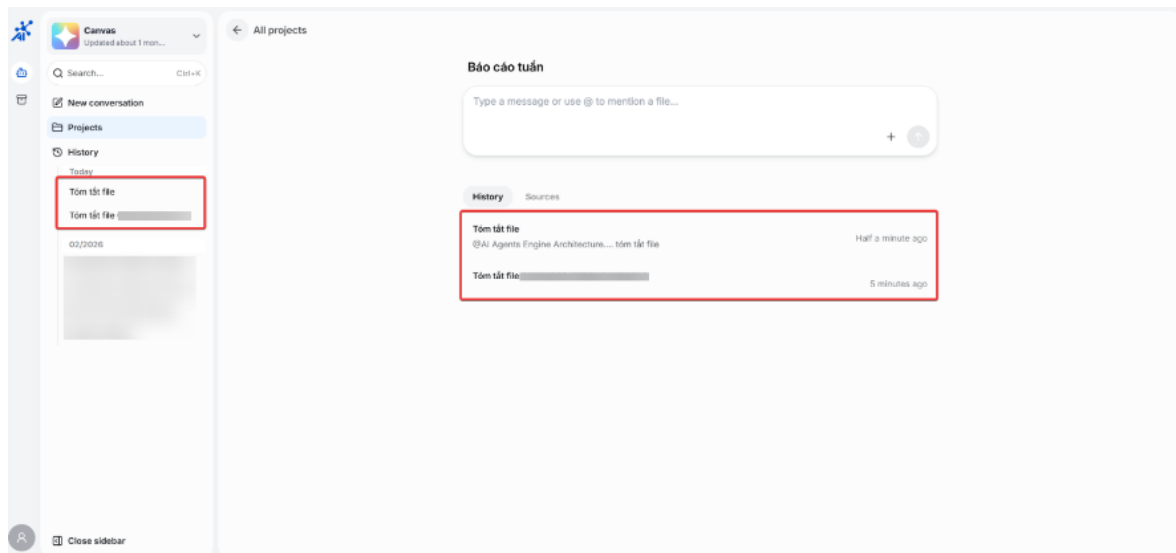 AI
Canvas
Updated about 1 mon...
Search...
Ctrl+K
New conversation
Projects
History
Today
Tóm tắt file
Tóm tắt file
02/2026
Close sidebar
All projects
Báo cáo tuần
Type a message or use @ to mention a file...
History
Sources
Tóm tắt file
@AI Agents Engine Architecture.... tóm tắt file
Half a minute ago
Tóm tắt file
5 minutes ago